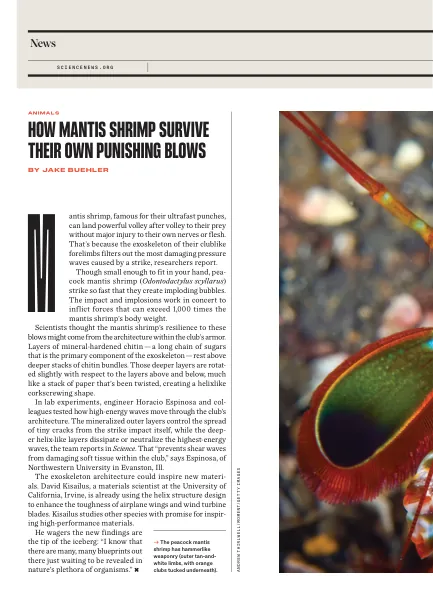 News
SCIENCENEWS.ORG
ANIMALS
HOW MANTIS SHRIMP SURVIVE
THEIR OWN PUNISHING BLOWS
BY JAKE BUEHLER
M
antis shrimp, famous for their ultrafast punches,
can land powerful volley after volley to their prey
without major injury to their own nerves or flesh.
That's because the exoskeleton of their clublike
forelimbs filters out the most damaging pressure
waves caused by a strike, researchers report.
Though small enough to fit in your hand, pea-
cock mantis shrimp (Odontodactylus scyllarus)
strike so fast that they create imploding bubbles.
The impact and implosions work in concert to
inflict forces that can exceed 1,000 times the
mantis shrimp's body weight.
Scientists thought the mantis shrimp's resilience to these
blows might come from the architecture within the club's armor.
Layers of mineral-hardened chitin — a long chain of sugars
that is the primary component of the exoskeleton — rest above
deeper stacks of chitin bundles. Those deeper layers are rotat-
ed slightly with respect to the layers above and below, much
like a stack of paper that's been twisted, creating a helixlike
corkscrew shape.
In lab experiments, engineer Horacio Espinosa and col-
leagues tested how high-energy waves move through the club's
architecture. The mineralized outer layers control the spread
of tiny cracks from the strike impact itself, while the deep-
er helix-like layers dissipate or neutralize the highest-energy
waves, the team reports in Science. That "prevents shear waves
from damaging soft tissue within the club," says Espinosa, of
Northwestern University in Evanston, Ill.
The exoskeleton architecture could inspire new materi-
als. David Kisailus, a materials scientist at the University of
California, Irvine, is already using the helix structure design
to enhance the toughness of airplane wings and wind turbine
blades. Kisailus studies other species with promise for inspir-
ing high-performance materials.
He wagers the new findings are
the tip of the iceberg: "I know that
there are many, many blueprints out
there just waiting to be revealed in
nature's plethora of organisms." ✖
→ The peacock mantis
shrimp has hammerlike
weaponry (outer tan-and-
white limbs, with orange
clubs tucked underneath).